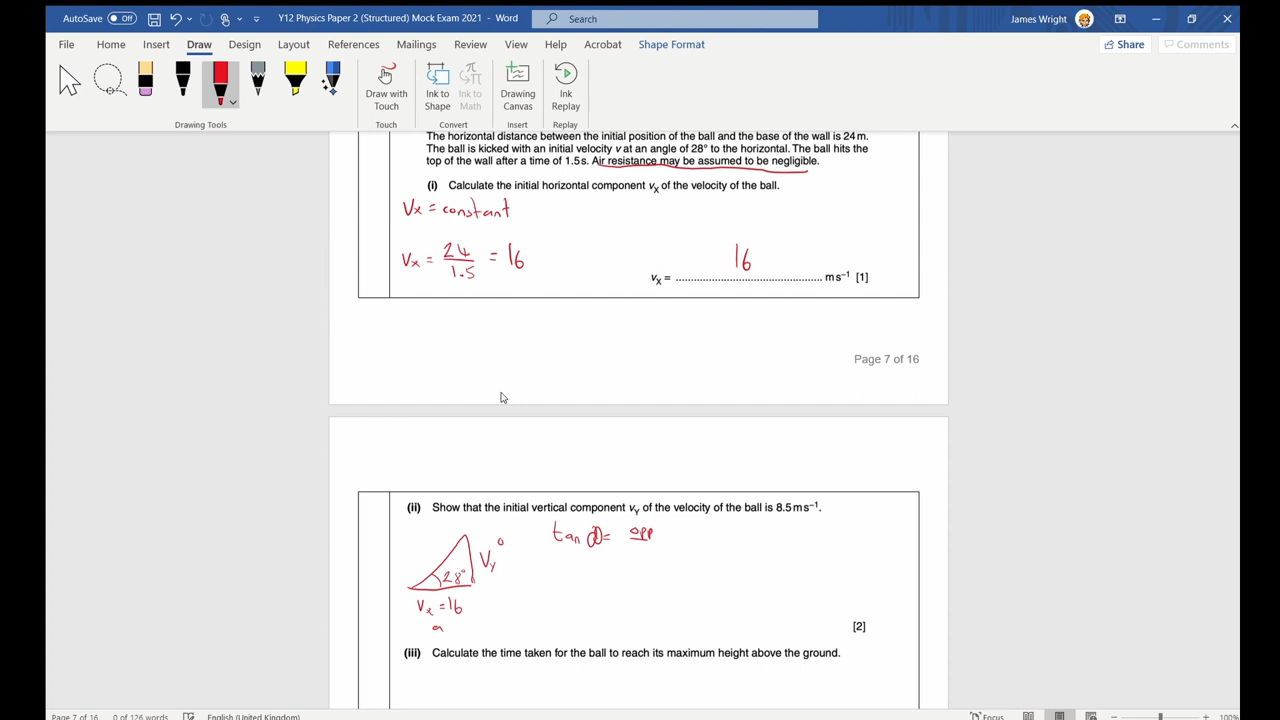 AutoSave Off Y12 Physics Paper 2 (Structured) Mock Exam 2021 - Word Search James Wright
File Home Insert Draw Design Layout References Mailings Review View Help Acrobat Shape Format Share Comments
Draw with Touch
Ink to Shape
Ink to Math
Drawing Canvas
Ink Replay
Drawing Tools Touch Convert Insert Replay
The horizontal distance between the initial position of the ball and the base of the wall is 24 m.
The ball is kicked with an initial velocity v at an angle of 28° to the horizontal. The ball hits the
top of the wall after a time of 1.5 s. Air resistance may be assumed to be negligible.
(i) Calculate the initial horizontal component vX of the velocity of the ball.
Vx = constant
Vx = 24/1.5 = 16
16
vX = ................................................ m s⁻¹ [1]
Page 7 of 16
(ii) Show that the initial vertical component vY of the velocity of the ball is 8.5 m s⁻¹.
tan = opp
o
Vy
28°
Vx = 16
a
[2]
(iii) Calculate the time taken for the ball to reach its maximum height above the ground.
Page 7 of 16 0 of 126 words English (United Kingdom) Focus 100%